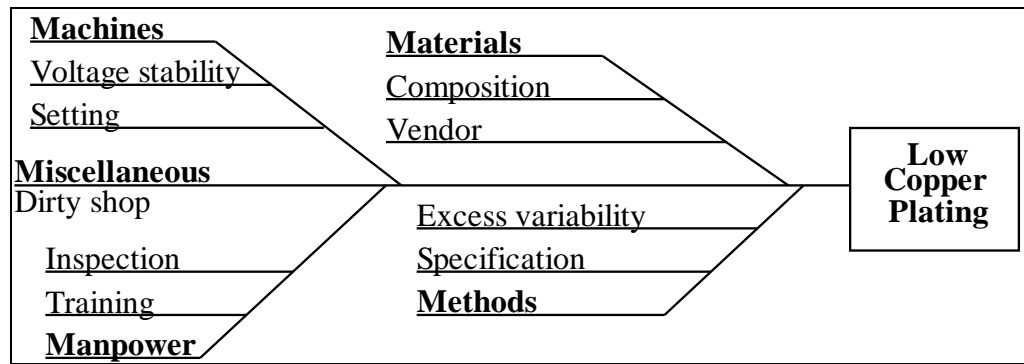 Machines
Voltage stability
Setting
Materials
Composition
Vendor
Miscellaneous
Dirty shop
Low
Copper
Plating
Inspection
Training
Manpower
Excess variability
Specification
Methods